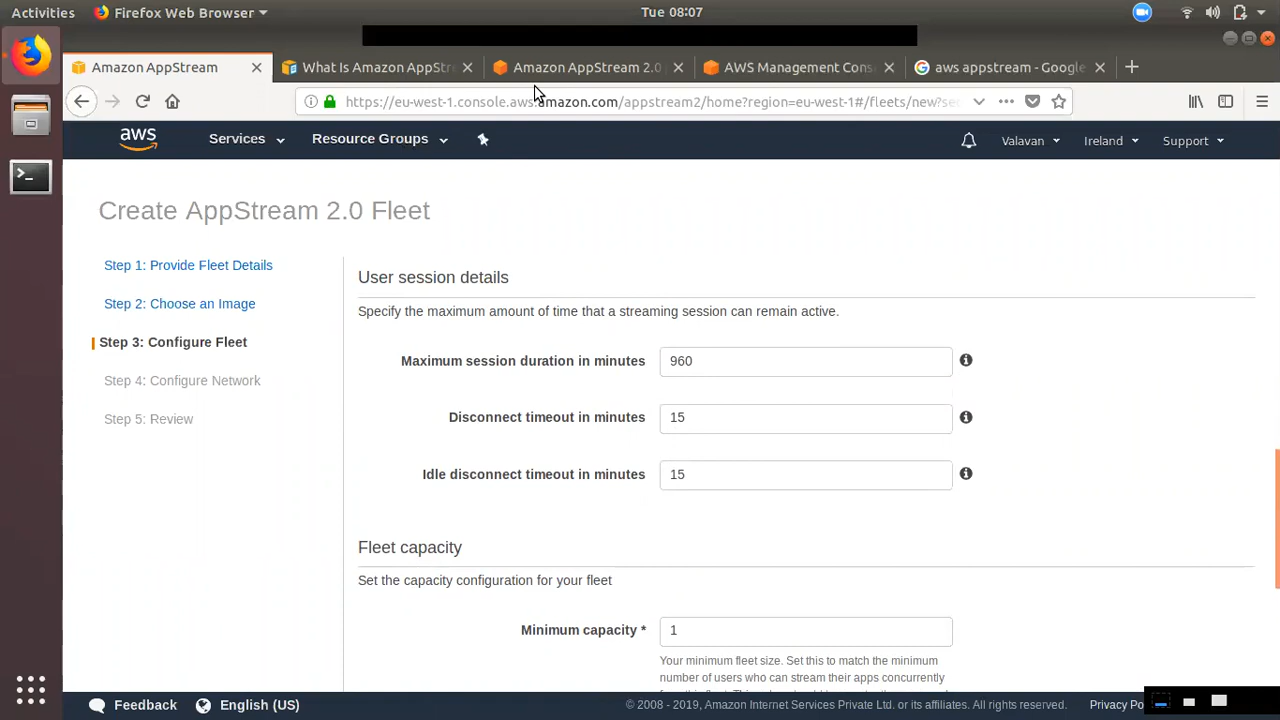 Activities
Firefox Web Browser
Tue 08:07
Amazon AppStream
What Is Amazon AppStre
Amazon AppStream 2.0
AWS Management Cons
aws appstream - Google
https://eu-west-1.console.aws.amazon.com/appstream2/home?region=eu-west-1#/fleets/new?se
aws
Services
Resource Groups
Valavan
Ireland
Support
Create AppStream 2.0 Fleet
Step 1: Provide Fleet Details
Step 2: Choose an Image
Step 3: Configure Fleet
Step 4: Configure Network
Step 5: Review
User session details
Specify the maximum amount of time that a streaming session can remain active.
Maximum session duration in minutes
960
Disconnect timeout in minutes
15
Idle disconnect timeout in minutes
15
Fleet capacity
Set the capacity configuration for your fleet
Minimum capacity *
1
Your minimum fleet size. Set this to match the minimum
number of users who can stream their apps concurrently
Feedback
English (US)
© 2008 - 2019, Amazon Internet Services Private Ltd. or its affiliates. All rights reserved.
Privacy Po